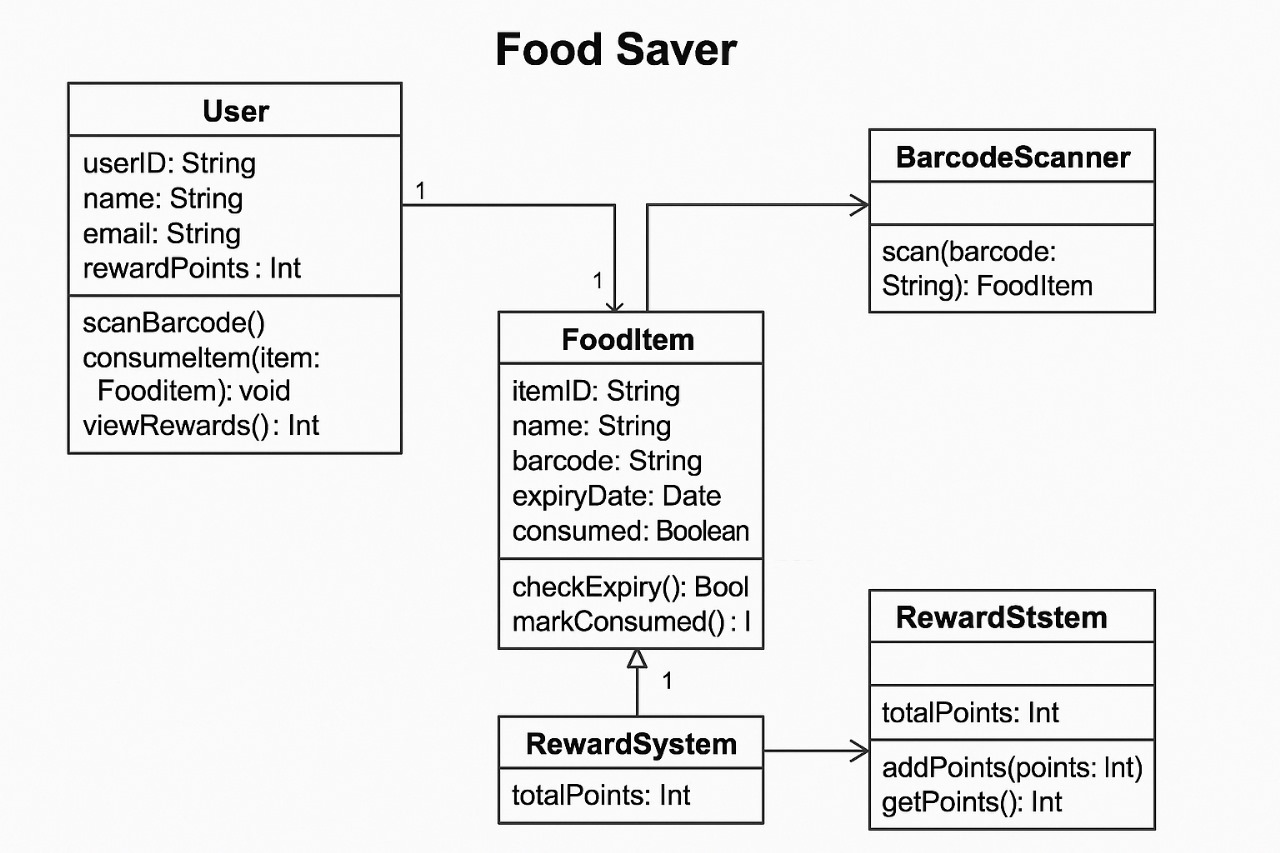 Food Saver
User
userID: String
name: String
email: String
rewardPoints : Int
scanBarcode()
consumeItem(item:
Fooditem): void
viewRewards() : Int
1
1
BarcodeScanner
scan(barcode:
String): FoodItem
FoodItem
itemID: String
name: String
barcode: String
expiryDate: Date
consumed: Boolean
checkExpiry(): Bool
markConsumed() : I
1
RewardSystem
totalPoints: Int
RewardStstem
totalPoints: Int
addPoints(points: Int)
getPoints(): Int